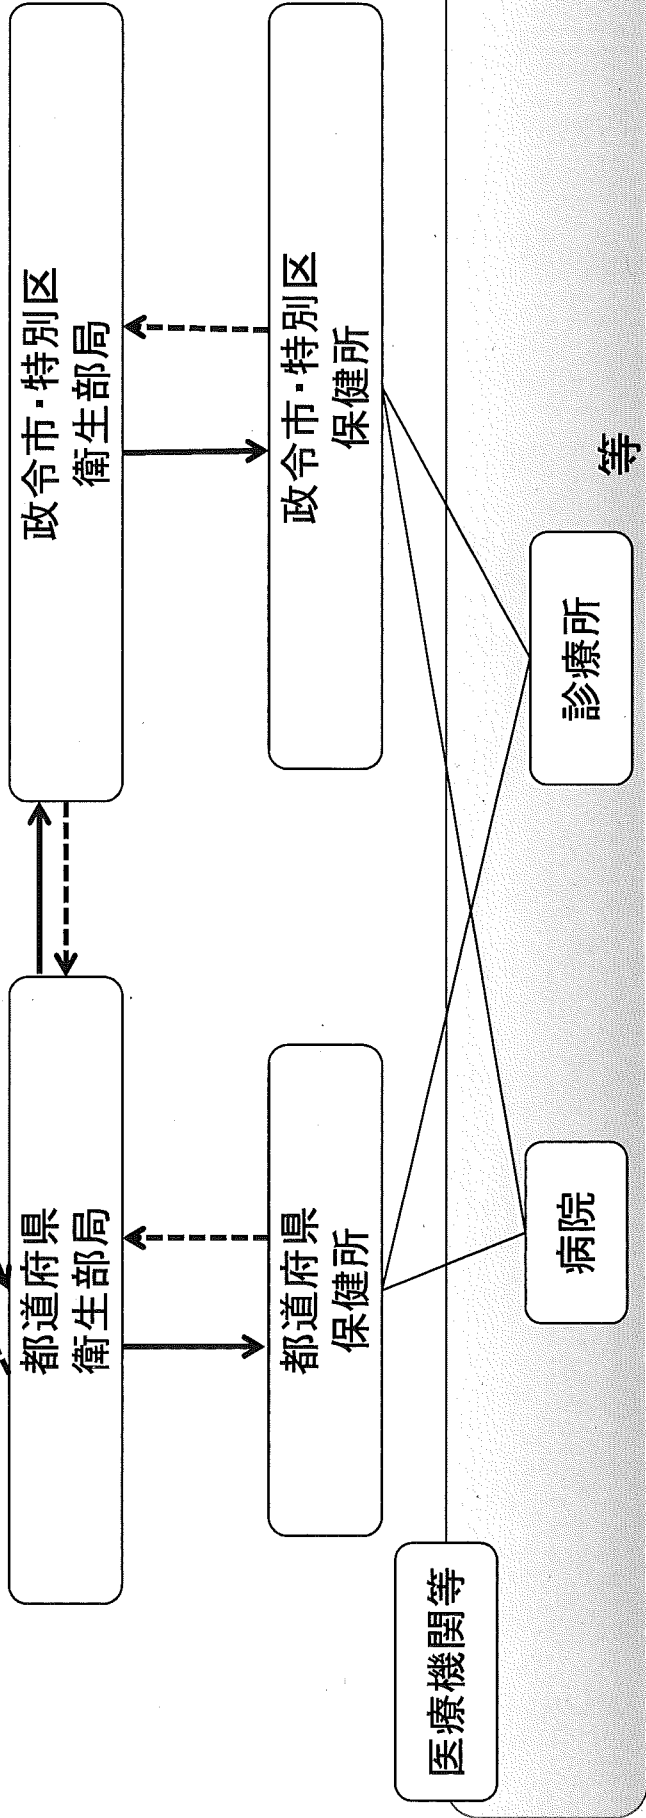 都道府県
衛生部局
政令市・特別区
衛生部局
都道府県
保健所
政令市・特別区
保健所
医療機関等
病院
診療所
等